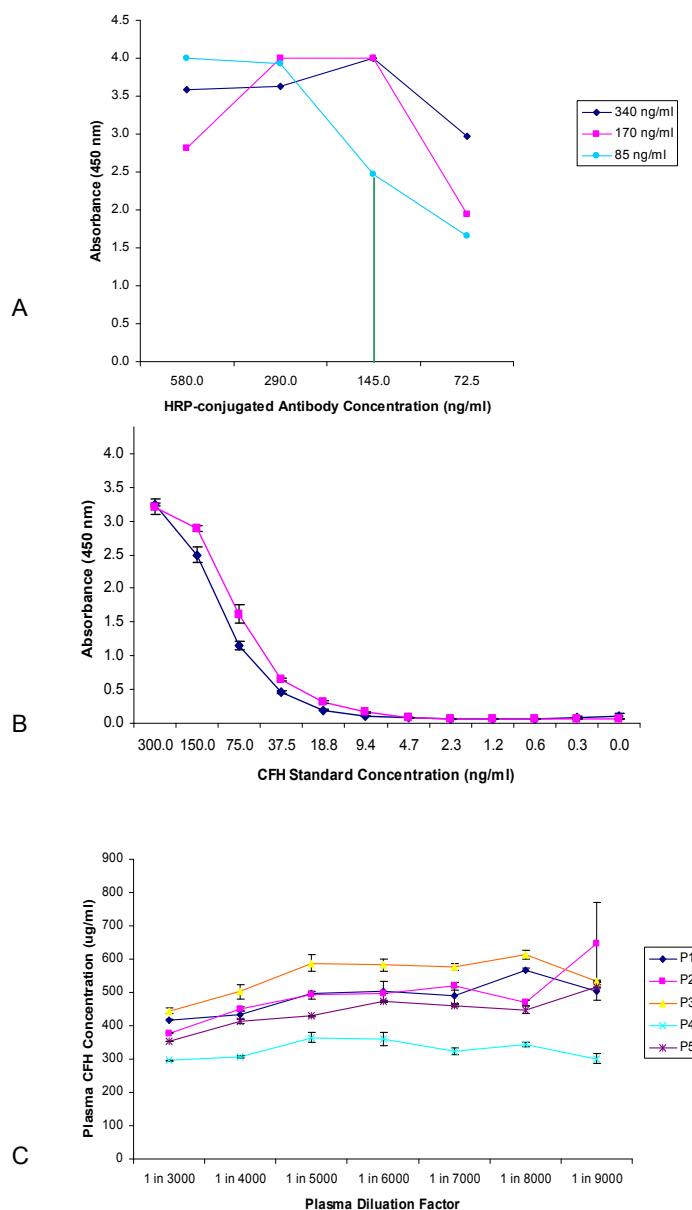 4.5
4.0
3.5
3.0
2.5
2.0
1.5
1.0
0.5
0.0
Absorbance (450 nm)
580.0 290.0 145.0 72.5
HRP-conjugated Antibody Concentration (ng/ml)
340 ng/ml
170 ng/ml
85 ng/ml
A
4.0
3.5
3.0
2.5
2.0
1.5
1.0
0.5
0.0
Absorbance (450 nm)
300.0 150.0 75.0 37.5 18.8 9.4 4.7 2.3 1.2 0.6 0.3 0.0
CFH Standard Concentration (ng/ml)
B
900
800
700
600
500
400
300
200
100
0
Plasma CFH Concentration (ug/ml)
1 in 3000 1 in 4000 1 in 5000 1 in 6000 1 in 7000 1 in 8000 1 in 9000
Plasma Dilution Factor
P1
P2
P3
P4
P5
C